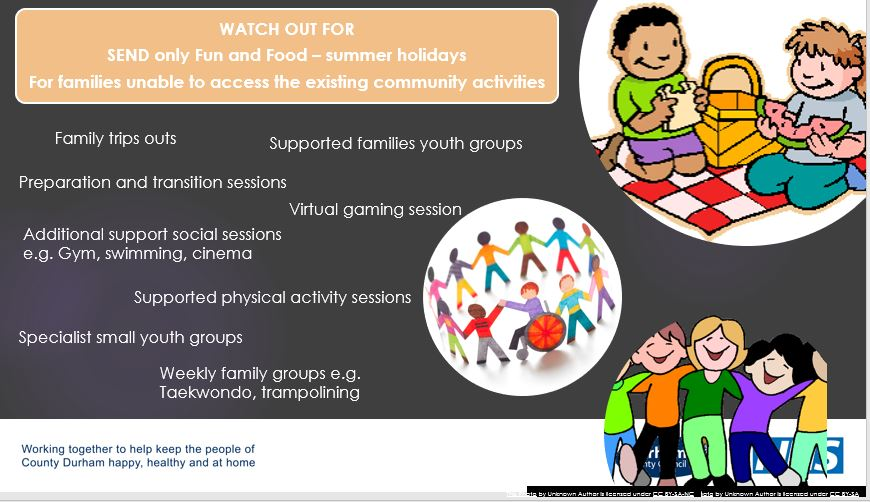 WATCH OUT FOR
SEND only Fun and Food – summer holidays
For families unable to access the existing community activities
Family trips outs
Supported families youth groups
Preparation and transition sessions
Virtual gaming session
Additional support social sessions
e.g. Gym, swimming, cinema
Supported physical activity sessions
Specialist small youth groups
Weekly family groups e.g.
Taekwondo, trampolining
Working together to help keep the people of
County Durham happy, healthy and at home
by Unknown Author is licensed under CC BY-SA-NC
by Unknown Author is licensed under CC BY-SA